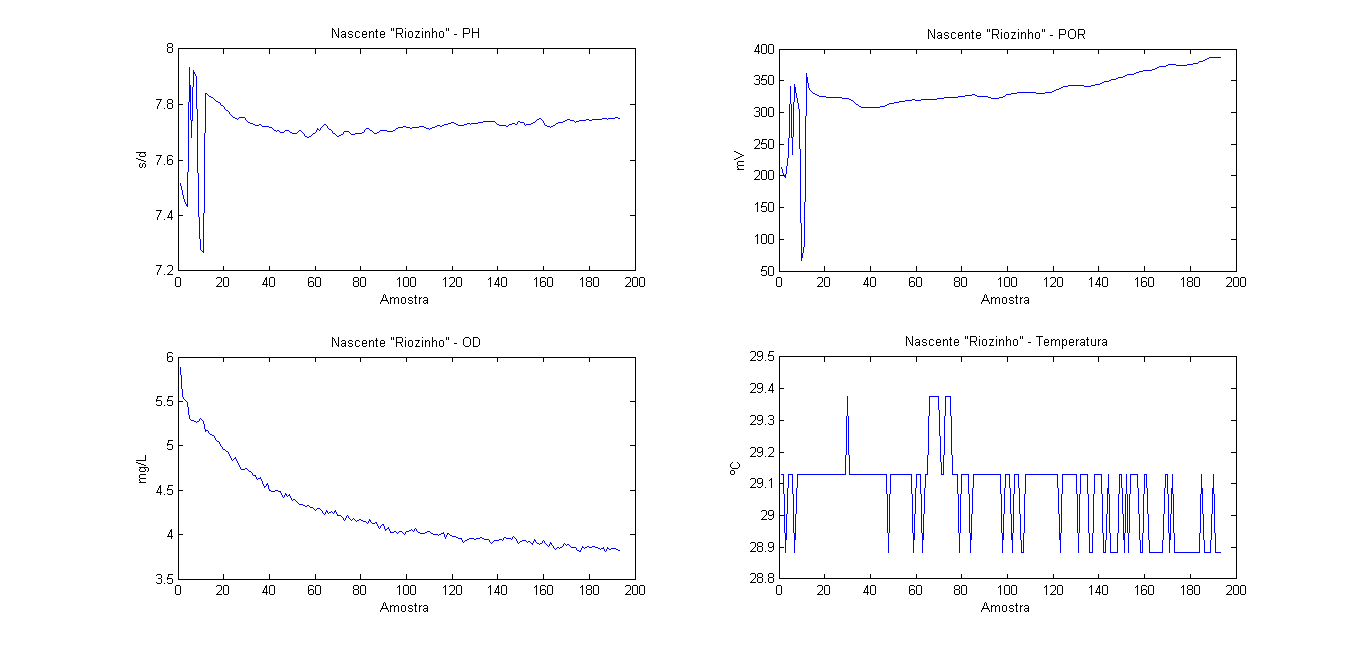 Nascente "Riozinho" - PH
8
7.8
7.6
7.4
7.2
s/d
0 20 40 60 80 100 120 140 160 180 200
Amostra
Nascente "Riozinho" - POR
400
350
300
250
200
150
100
50
mV
0 20 40 60 80 100 120 140 160 180 200
Amostra
Nascente "Riozinho" - OD
6
5.5
5
4.5
4
3.5
mg/L
0 20 40 60 80 100 120 140 160 180 200
Amostra
Nascente "Riozinho" - Temperatura
29.5
29.4
29.3
29.2
29.1
29
28.9
28.8
ºC
0 20 40 60 80 100 120 140 160 180 200
Amostra